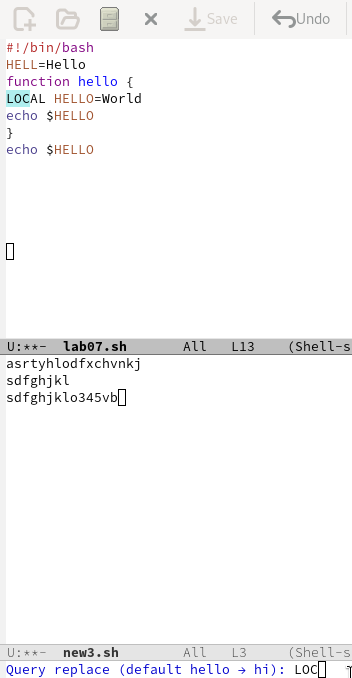 Save Undo
#!/bin/bash
HELL=Hello
function hello {
LOCAL HELLO=World
echo $HELLO
}
echo $HELLO
U:**- lab07.sh All L13 (Shell-s
asrtyhlodfxchvnkj
sdfghjkl
sdfghjklo345vb
U:**- new3.sh All L3 (Shell-s
Query replace (default hello → hi): LOC